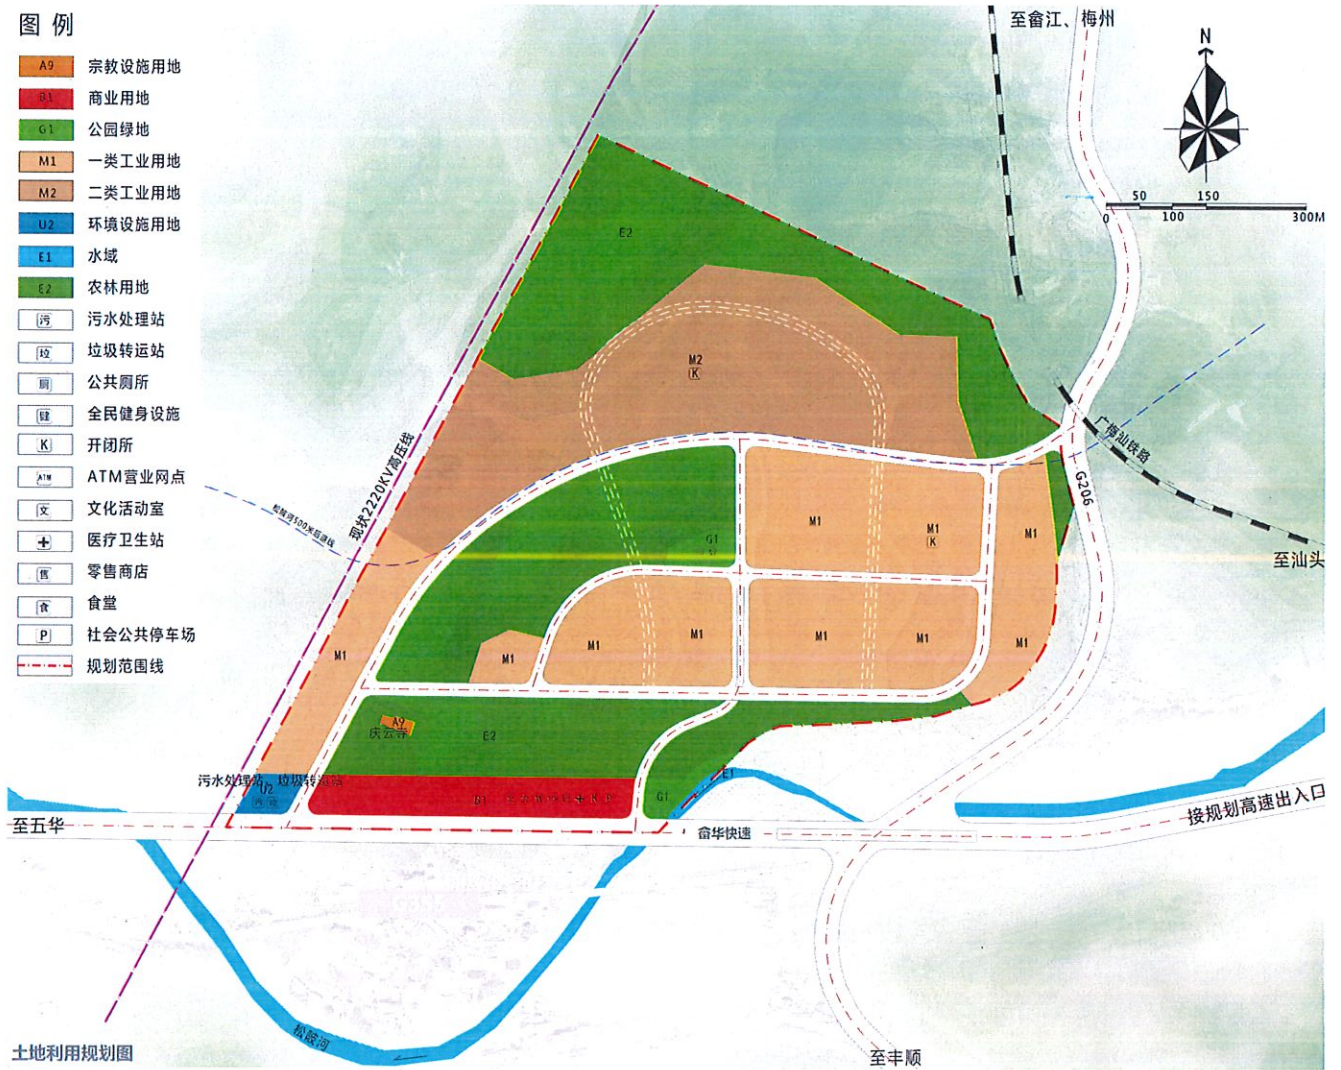 图例
A9 宗教设施用地
B1 商业用地
G1 公园绿地
M1 一类工业用地
M2 二类工业用地
U2 环境设施用地
E1 水域
E2 农林用地
污 污水处理站
垃 垃圾转运站
厕 公共厕所
健 全民健身设施
K 开闭所
ATM ATM营业网点
文 文化活动室
医疗卫生站
售 零售商店
食 食堂
P 社会公共停车场
规划范围线
至畲江、梅州
N
50 150
0 100 300M
E2
M2
K
现状2220KV高压线
广梅汕铁路
G206
至汕头
M1
M1
K
M1
G1
M1
M1
M1
M1
M1
M1
M1
A9
庆云寺
E2
污水处理站、垃圾转运站
U2
污 垃
B1
G1
E1
至五华
畲华快速
接规划高速出入口
松陂河
至丰顺
土地利用规划图